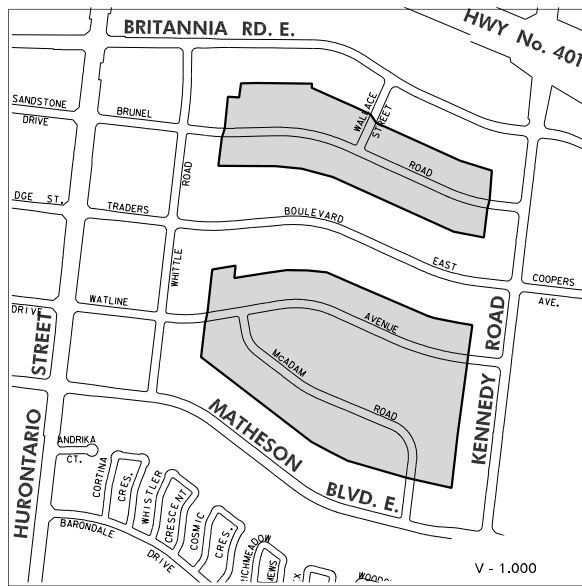 BRITANNIA RD. E.
HWY No. 401
SANDSTONE
DRIVE
BRUNEL
WALLACE
STREET
ROAD
ROAD
DGE ST.
TRADERS
BOULEVARD
EAST
COOPERS
AVE.
WHITTLE
WATLINE
DRIVE
AVENUE
ROAD
STREET
McADAM
ROAD
KENNEDY
MATHESON
BLVD. E.
HURONTARIO
ANDRIKA
CT.
CORTINA
CRES.
WHISTLER
CRESCENT
COSMIC
CRES.
BARONDALE
DRIVE
RICHMEADOW
MEWS
X
WOODG
V - 1.000